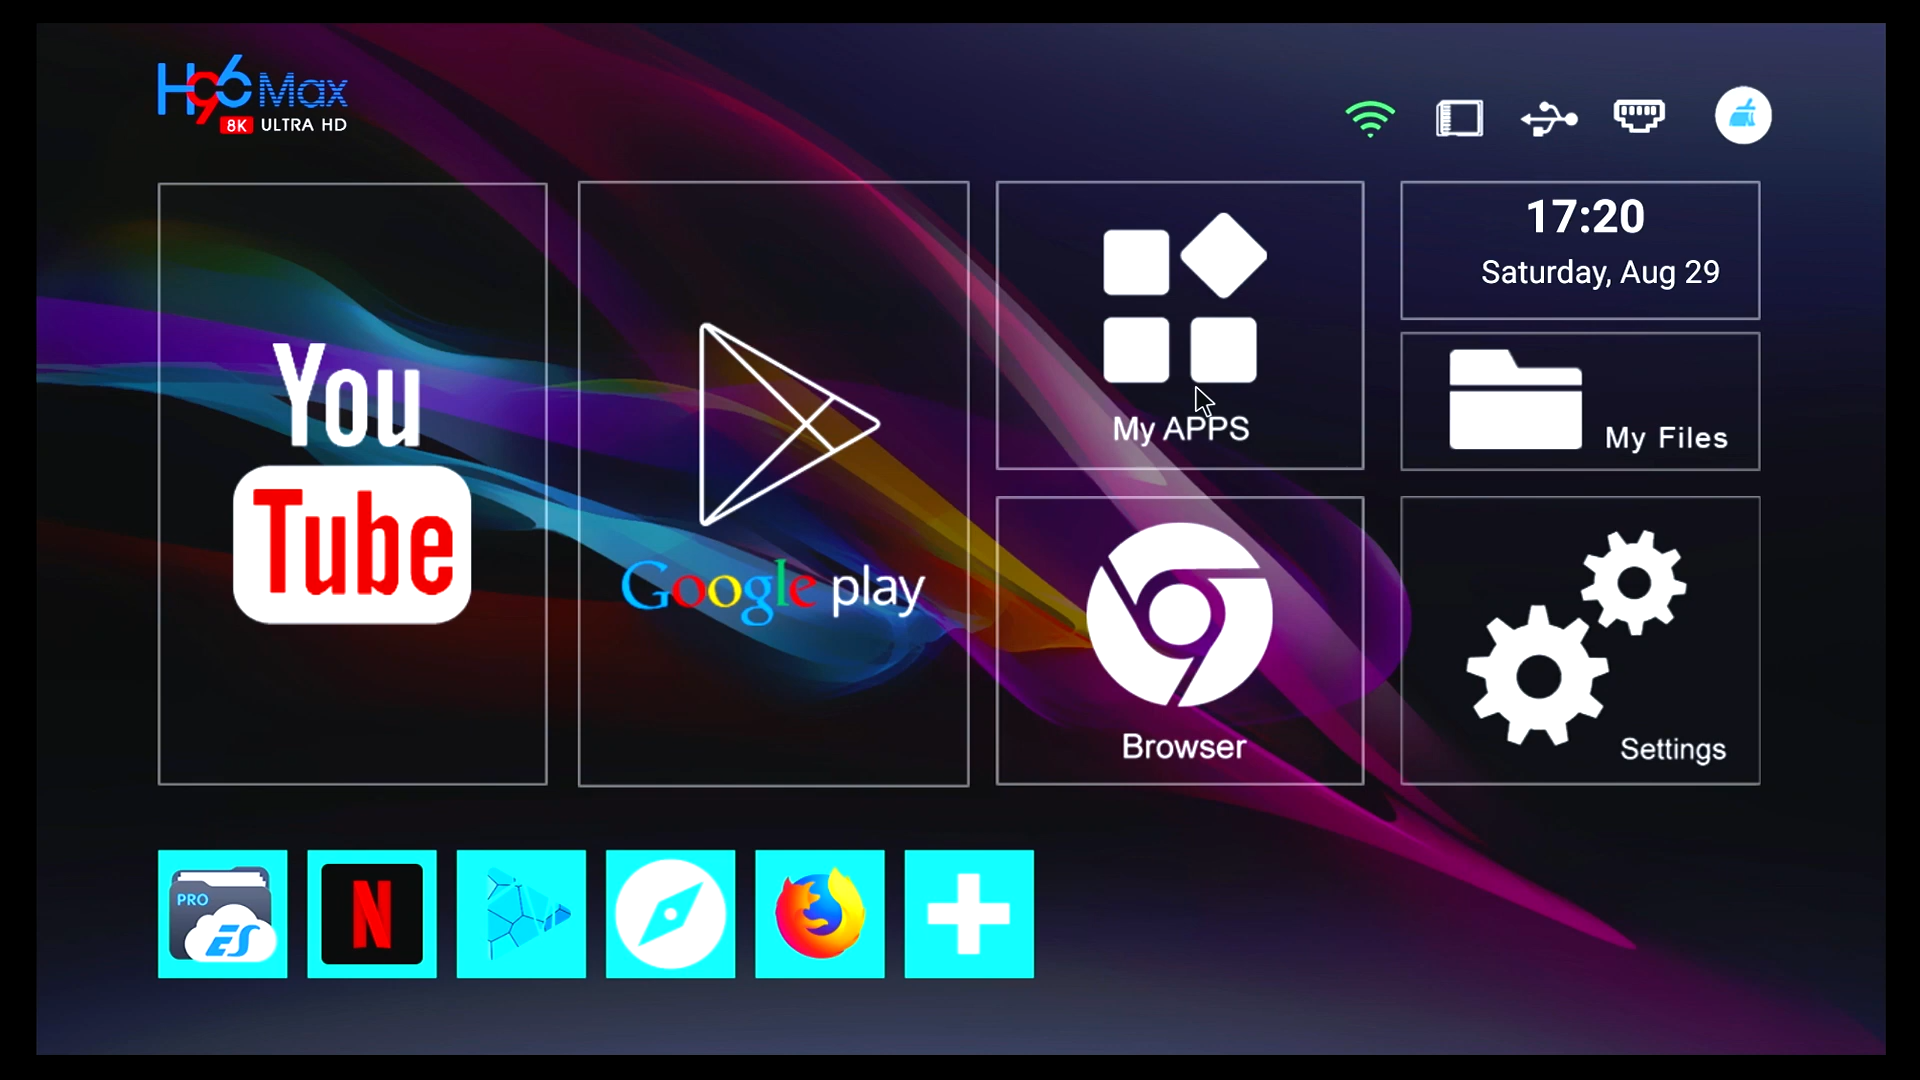 H96 Max
8K ULTRA HD
17:20
Saturday, Aug 29
You
Tube
Google play
My APPS
My Files
Browser
Settings
PRO
ES
N